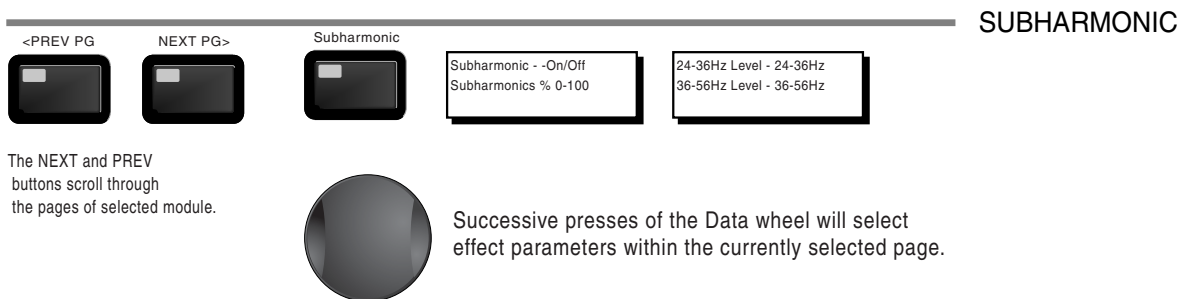 SUBHARMONIC
<PREV PG
NEXT PG>
Subharmonic
Subharmonic - -On/Off
Subharmonics % 0-100
24-36Hz Level - 24-36Hz
36-56Hz Level - 36-56Hz
The NEXT and PREV
buttons scroll through
the pages of selected module.
Successive presses of the Data wheel will select
effect parameters within the currently selected page.